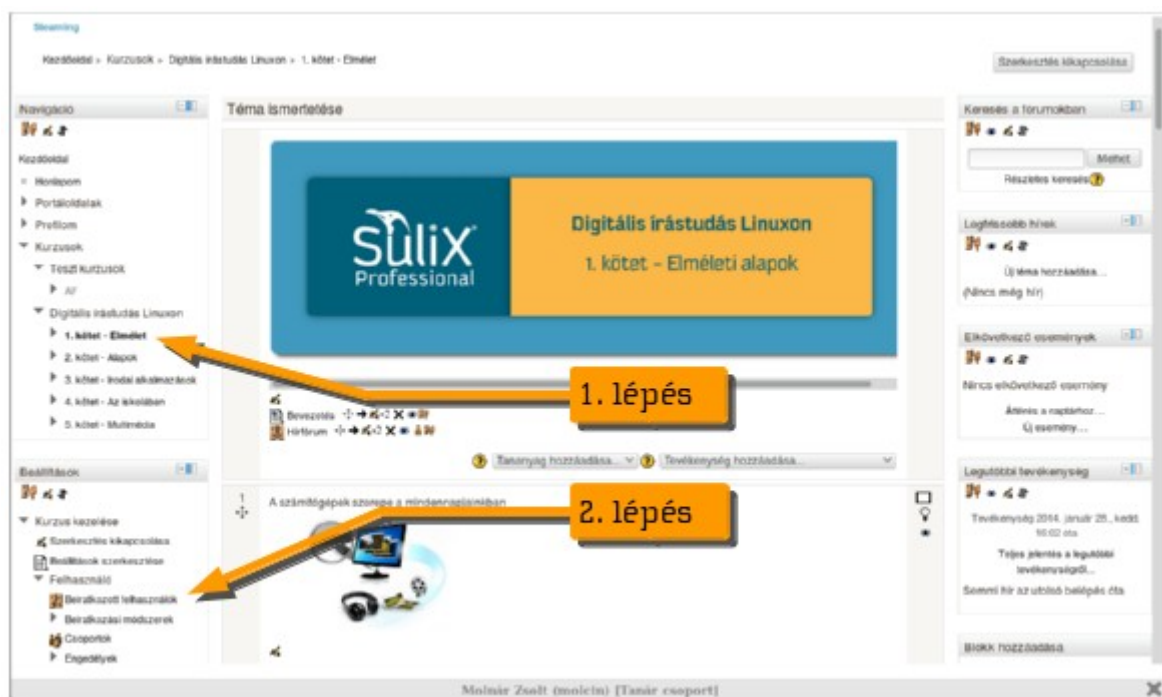 Kezdőoldal » Kurzusok » Digitális írástudás Linuxon » 1. kötet - Elmélet
Szerkesztés kikapcsolása
Navigáció
Kezdőoldal
Honlapom
Portáloldalak
Profilom
Kurzusok
Teszt kurzusok
Digitális írástudás Linuxon
1. kötet - Elmélet
2. kötet - Alapok
3. kötet - Irodai alkalmazások
4. kötet - Az iskolában
5. kötet - Multimédia
Beállítások
Kurzus kezelése
Szerkesztés kikapcsolása
Beállítások szerkesztése
Felhasználó
Beiratkozott felhasználók
Beiratkozási módszerek
Csoportok
Engedélyek
Téma ismertetése
SuliX
Professional
Digitális írástudás Linuxon
1. kötet – Elméleti alapok
1. lépés
Bevezetés
Hírfórum
Tananyag hozzáadása...
Tevékenység hozzáadása...
1
A számítógépek szerepe a mindennapjainkban
2. lépés
Keresés a fórumokban
Mehet
Részletes keresés
Legfrissebb hírek
Új téma hozzáadása...
(Nincs még hír)
Elkövetkező események
Nincs elkövetkező esemény
Áttérés a naptárhoz...
Új esemény...
Legutóbbi tevékenység
Tevékenység 2014. január 28., kedd,
16:02 óta
Teljes jelentés a legutóbbi
tevékenységről...
Semmi hír az utolsó belépés óta
Blokk hozzáadása
Molnár Zsolt (molcin) [Tanár csoport]